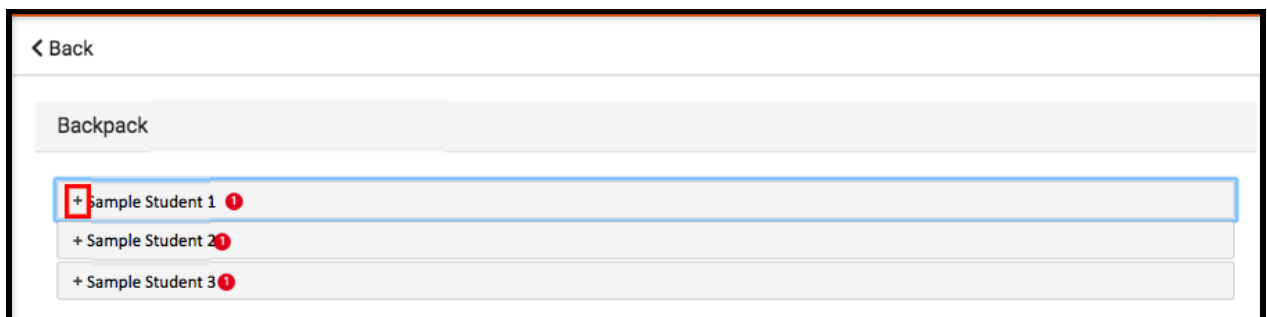 Back
Backpack
+ Sample Student 1 1
+ Sample Student 2 1
+ Sample Student 3 1